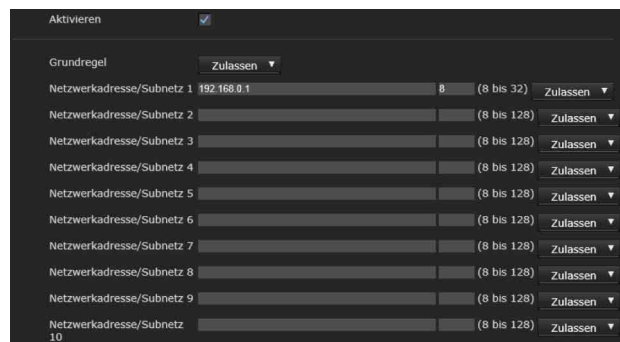 Aktivieren
Grundregel Zulassen
Netzwerkadresse/Subnetz 1 192.168.0.1 8 (8 bis 32) Zulassen
Netzwerkadresse/Subnetz 2 (8 bis 128) Zulassen
Netzwerkadresse/Subnetz 3 (8 bis 128) Zulassen
Netzwerkadresse/Subnetz 4 (8 bis 128) Zulassen
Netzwerkadresse/Subnetz 5 (8 bis 128) Zulassen
Netzwerkadresse/Subnetz 6 (8 bis 128) Zulassen
Netzwerkadresse/Subnetz 7 (8 bis 128) Zulassen
Netzwerkadresse/Subnetz 8 (8 bis 128) Zulassen
Netzwerkadresse/Subnetz 9 (8 bis 128) Zulassen
Netzwerkadresse/Subnetz (8 bis 128) Zulassen
10